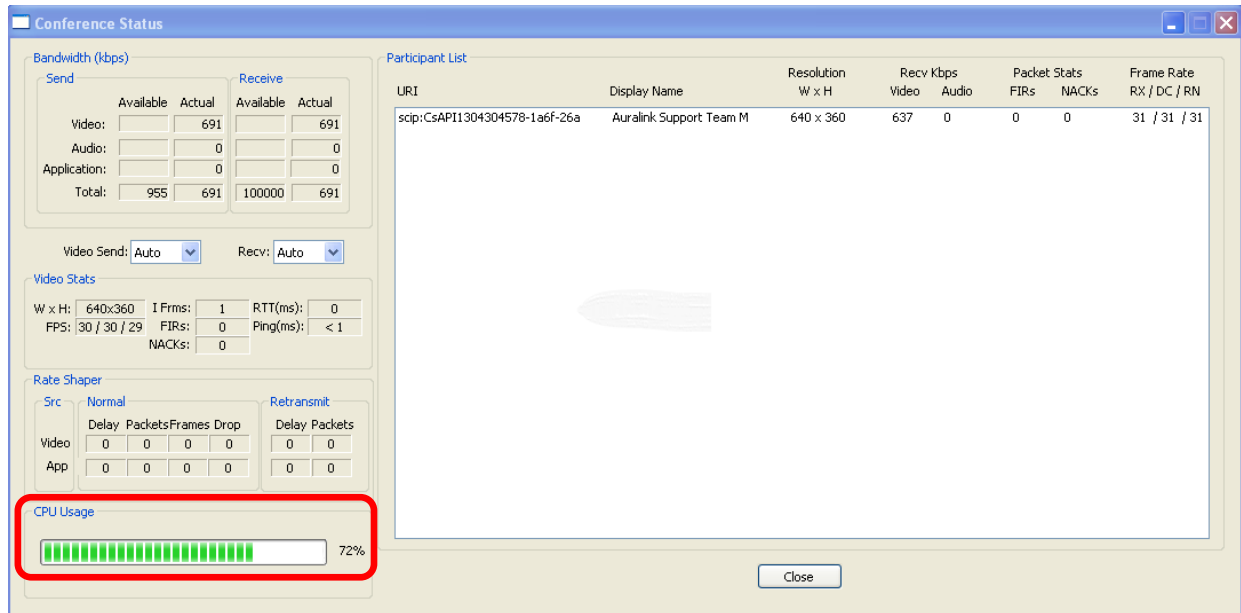 Conference Status
Bandwidth (kbps)
Send
Receive
Available Actual Available Actual
Video: 691 691
Audio: 0 0
Application: 0 0
Total: 955 691 100000 691
Video Send: Auto Recv: Auto
Video Stats
W x H: 640x360 I Frms: 1 RTT(ms): 0
FPS: 30 / 30 / 29 FIRs: 0 Ping(ms): < 1
NACKs: 0
Rate Shaper
Src Normal Retransmit
Delay Packets Frames Drop Delay Packets
Video 0 0 0 0 0 0
App 0 0 0 0 0 0
CPU Usage
72%
Participant List
Resolution Recv Kbps Packet Stats Frame Rate
URI Display Name W x H Video Audio FIRs NACKs RX / DC / RN
scip:CsAPI1304304578-1a6f-26a Auralink Support Team M 640 x 360 637 0 0 0 31 / 31 / 31
Close